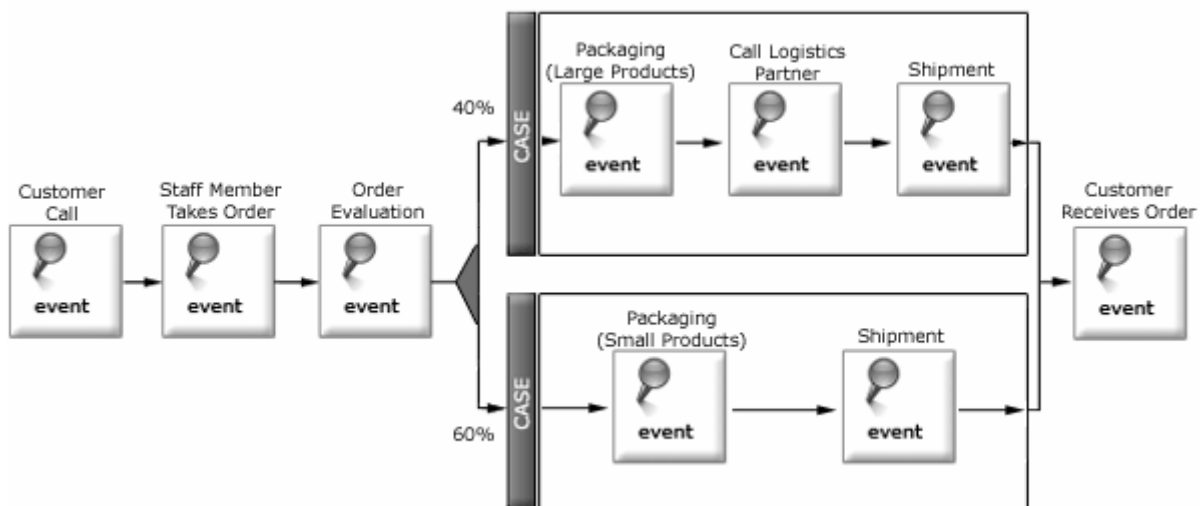 Customer
Call
event
Staff Member
Takes Order
event
Order
Evaluation
event
40%
CASE
Packaging
(Large Products)
event
Call Logistics
Partner
event
Shipment
event
60%
CASE
Packaging
(Small Products)
event
Shipment
event
Customer
Receives Order
event